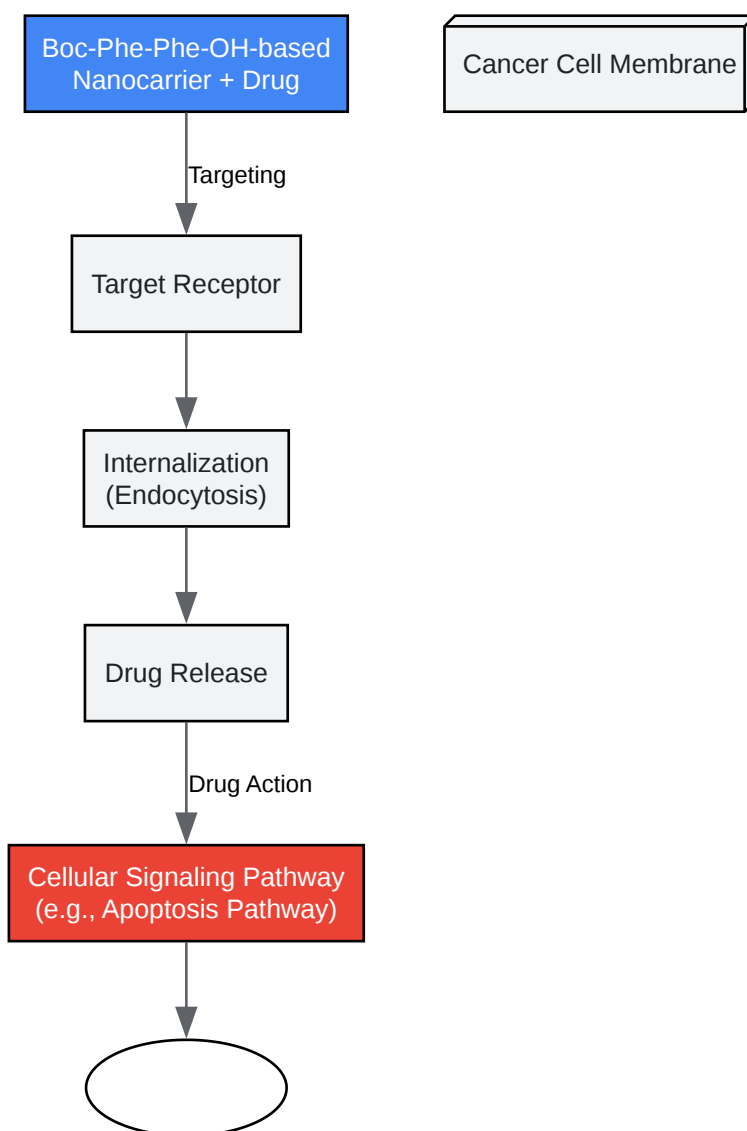 Boc-Phe-Phe-OH-based
Nanocarrier + Drug
Cancer Cell Membrane
Targeting
Target Receptor
Internalization
(Endocytosis)
Drug Release
Drug Action
Cellular Signaling Pathway
(e.g., Apoptosis Pathway)